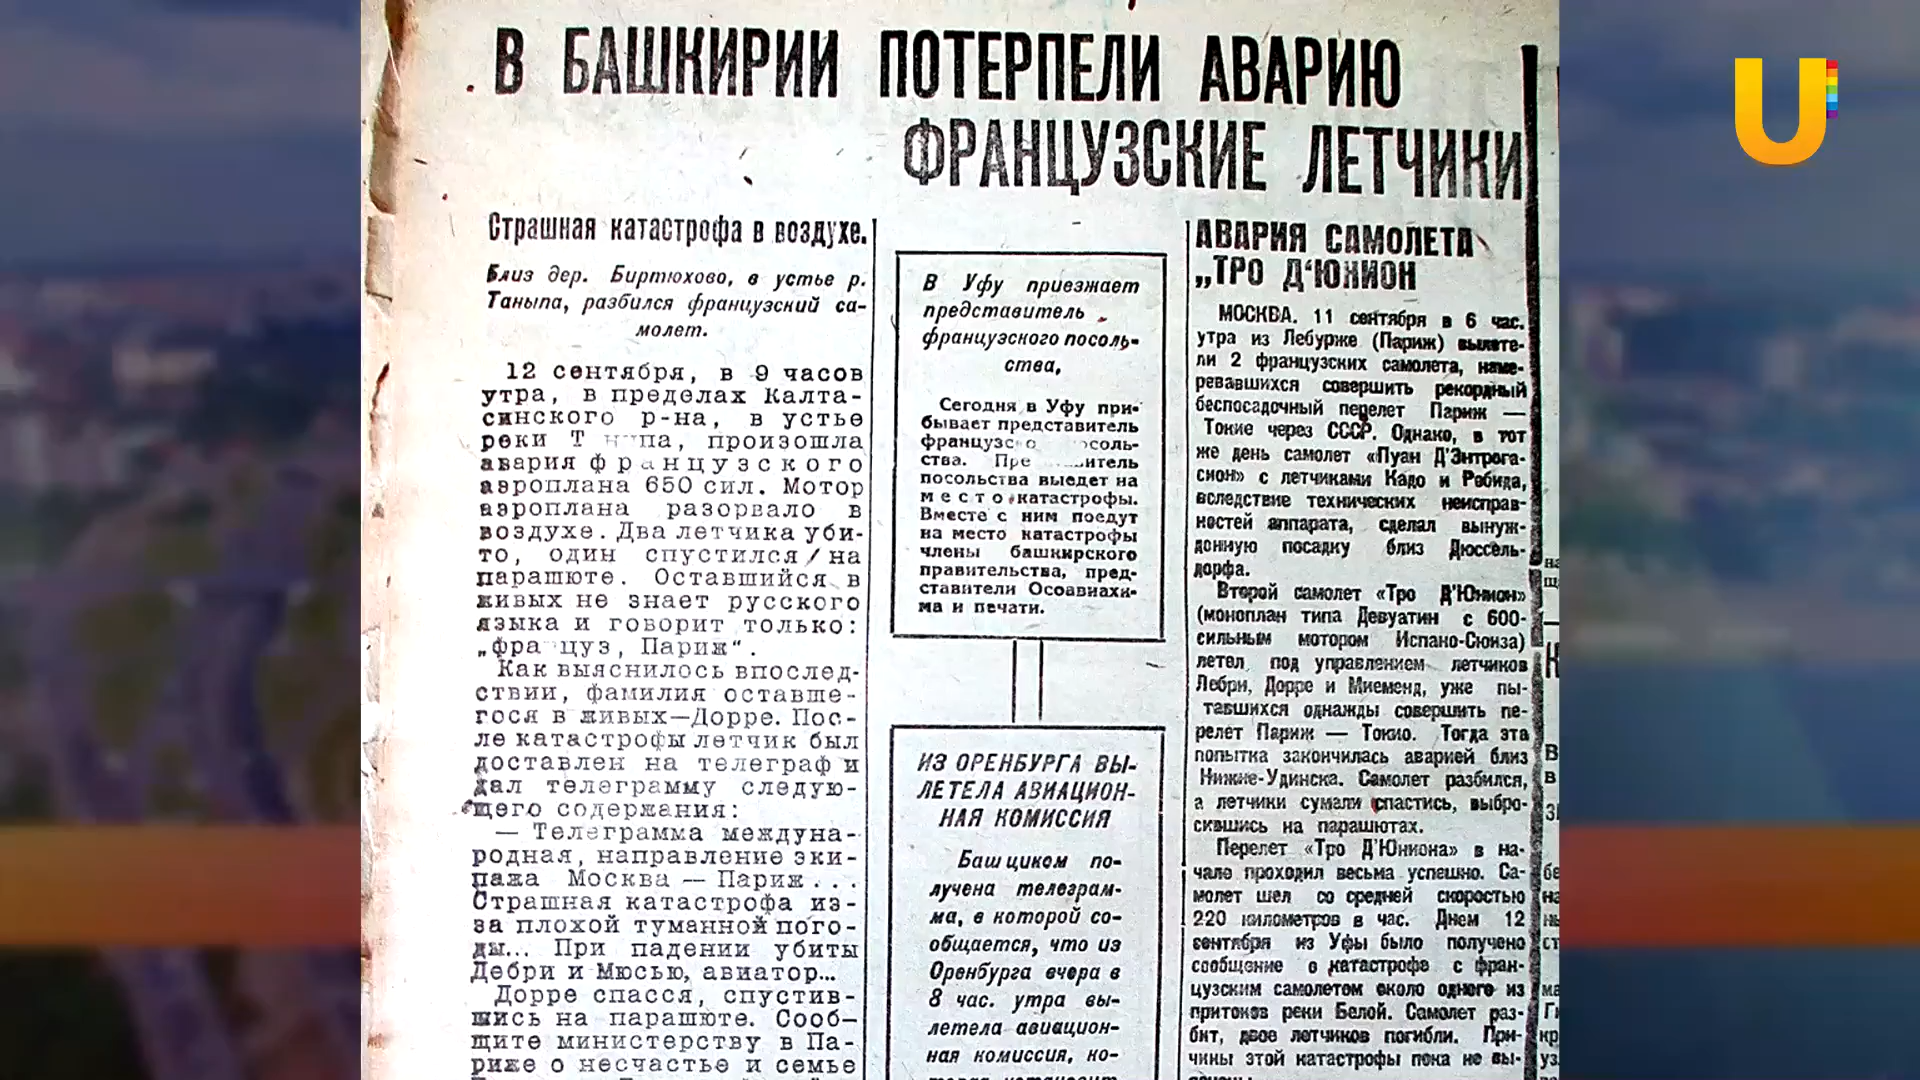 В БАШКИРИИ ПОТЕРПЕЛИ АВАРИЮ
ФРАНЦУЗСКИЕ ЛЕТЧИКИ
Страшная катастрофа в воздухе.
Близ дер. Биртюхово, в устье р.
Таныпа, разбился французский са-
молет.
12 сентября, в 9 часов
утра, в пределах Калта-
синского р-на, в устье
реки Т нупа, произошла
авария французского
аэроплана 650 сил. Мотор
аэроплана разорвало в
воздухе. Два летчика уби-
то, один спустился на
парашюте. Оставшийся в
живых не знает русского
языка и говорит только:
„фра цуз, Париж".
Как выяснилось впослед-
ствии, фамилия оставше-
гося в живых—Дорре. Пос-
ле катастрофы летчик был
доставлен на телеграф и
дал телеграмму следую-
щего содержания:
— Телеграмма междуна-
родная, направление эки-
пажа Москва — Париж...
Страшная катастрофа из-
за плохой туманной пого-
ды... При падении убиты
Дебри и Мюсью, авиатор...
Дорре спасся, спустив-
шись на парашюте. Сооб-
щите министерству в Па-
риже о несчастье и семье
В Уфу приезжает
представитель
французского посоль-
ства,
Сегодня в Уфу при-
бывает представитель
французс о осоль-
ства. Пре витель
посольства выедет на
место катастрофы.
Вместе с ним поедут
на место катастрофы
члены башкирского
правительства, пред-
ставители Осоавиахи-
ма и печати.
ИЗ ОРЕНБУРГА ВЫ-
ЛЕТЕЛА АВИАЦИОН-
НАЯ КОМИССИЯ
Башциком по-
лучена телеграм-
ма, в которой со-
общается, что из
Оренбурга вчера в
8 час. утра вы-
летела авиацион-
ная комиссия, ко-
АВАРИЯ САМОЛЕТА
„ТРО Д'ЮНИОН
МОСКВА. 11 сентября в 6 час.
утра из Лебурже (Париж) вылете-
ли 2 французских самолета, наме-
ревавшихся совершить рекордный
беспосадочный перелет Париж —
Токие через СССР. Однако, в тот
же день самолет «Пуан Д'Энтрога-
сион» с летчиками Кадо и Робида,
вследствие технических неисправ-
ностей аппарата, сделал вынуж-
донную посадку близ Дюссель-
дорфа.
Второй самолет «Тро Д'Юнион»
(моноплан типа Девуатин с 600-
сильным мотором Испано-Сюиза)
летел под управлением летчиков
Лебри, Дорре и Миеменд, уже пы-
тавшихся однажды совершить пе-
релет Париж — Токио. Тогда эта
попытка закончилась аварией близ
Нижне-Удинска. Самолет разбился,
а летчики сумели спастись, выбро-
сившись на парашютах.
Перелет «Тро Д'Юниона» в на-
чале проходил весьма успешно. Са-
молет шел со средней скоростью
220 километров в час. Днем 12
сентября из Уфы было получено
сообщение о катастрофе с фран-
цузским самолетом около одного из
притоков реки Белой. Самолет раз-
бит, двое летчиков погибли. При-
чины этой катастрофы пока не вы-
U